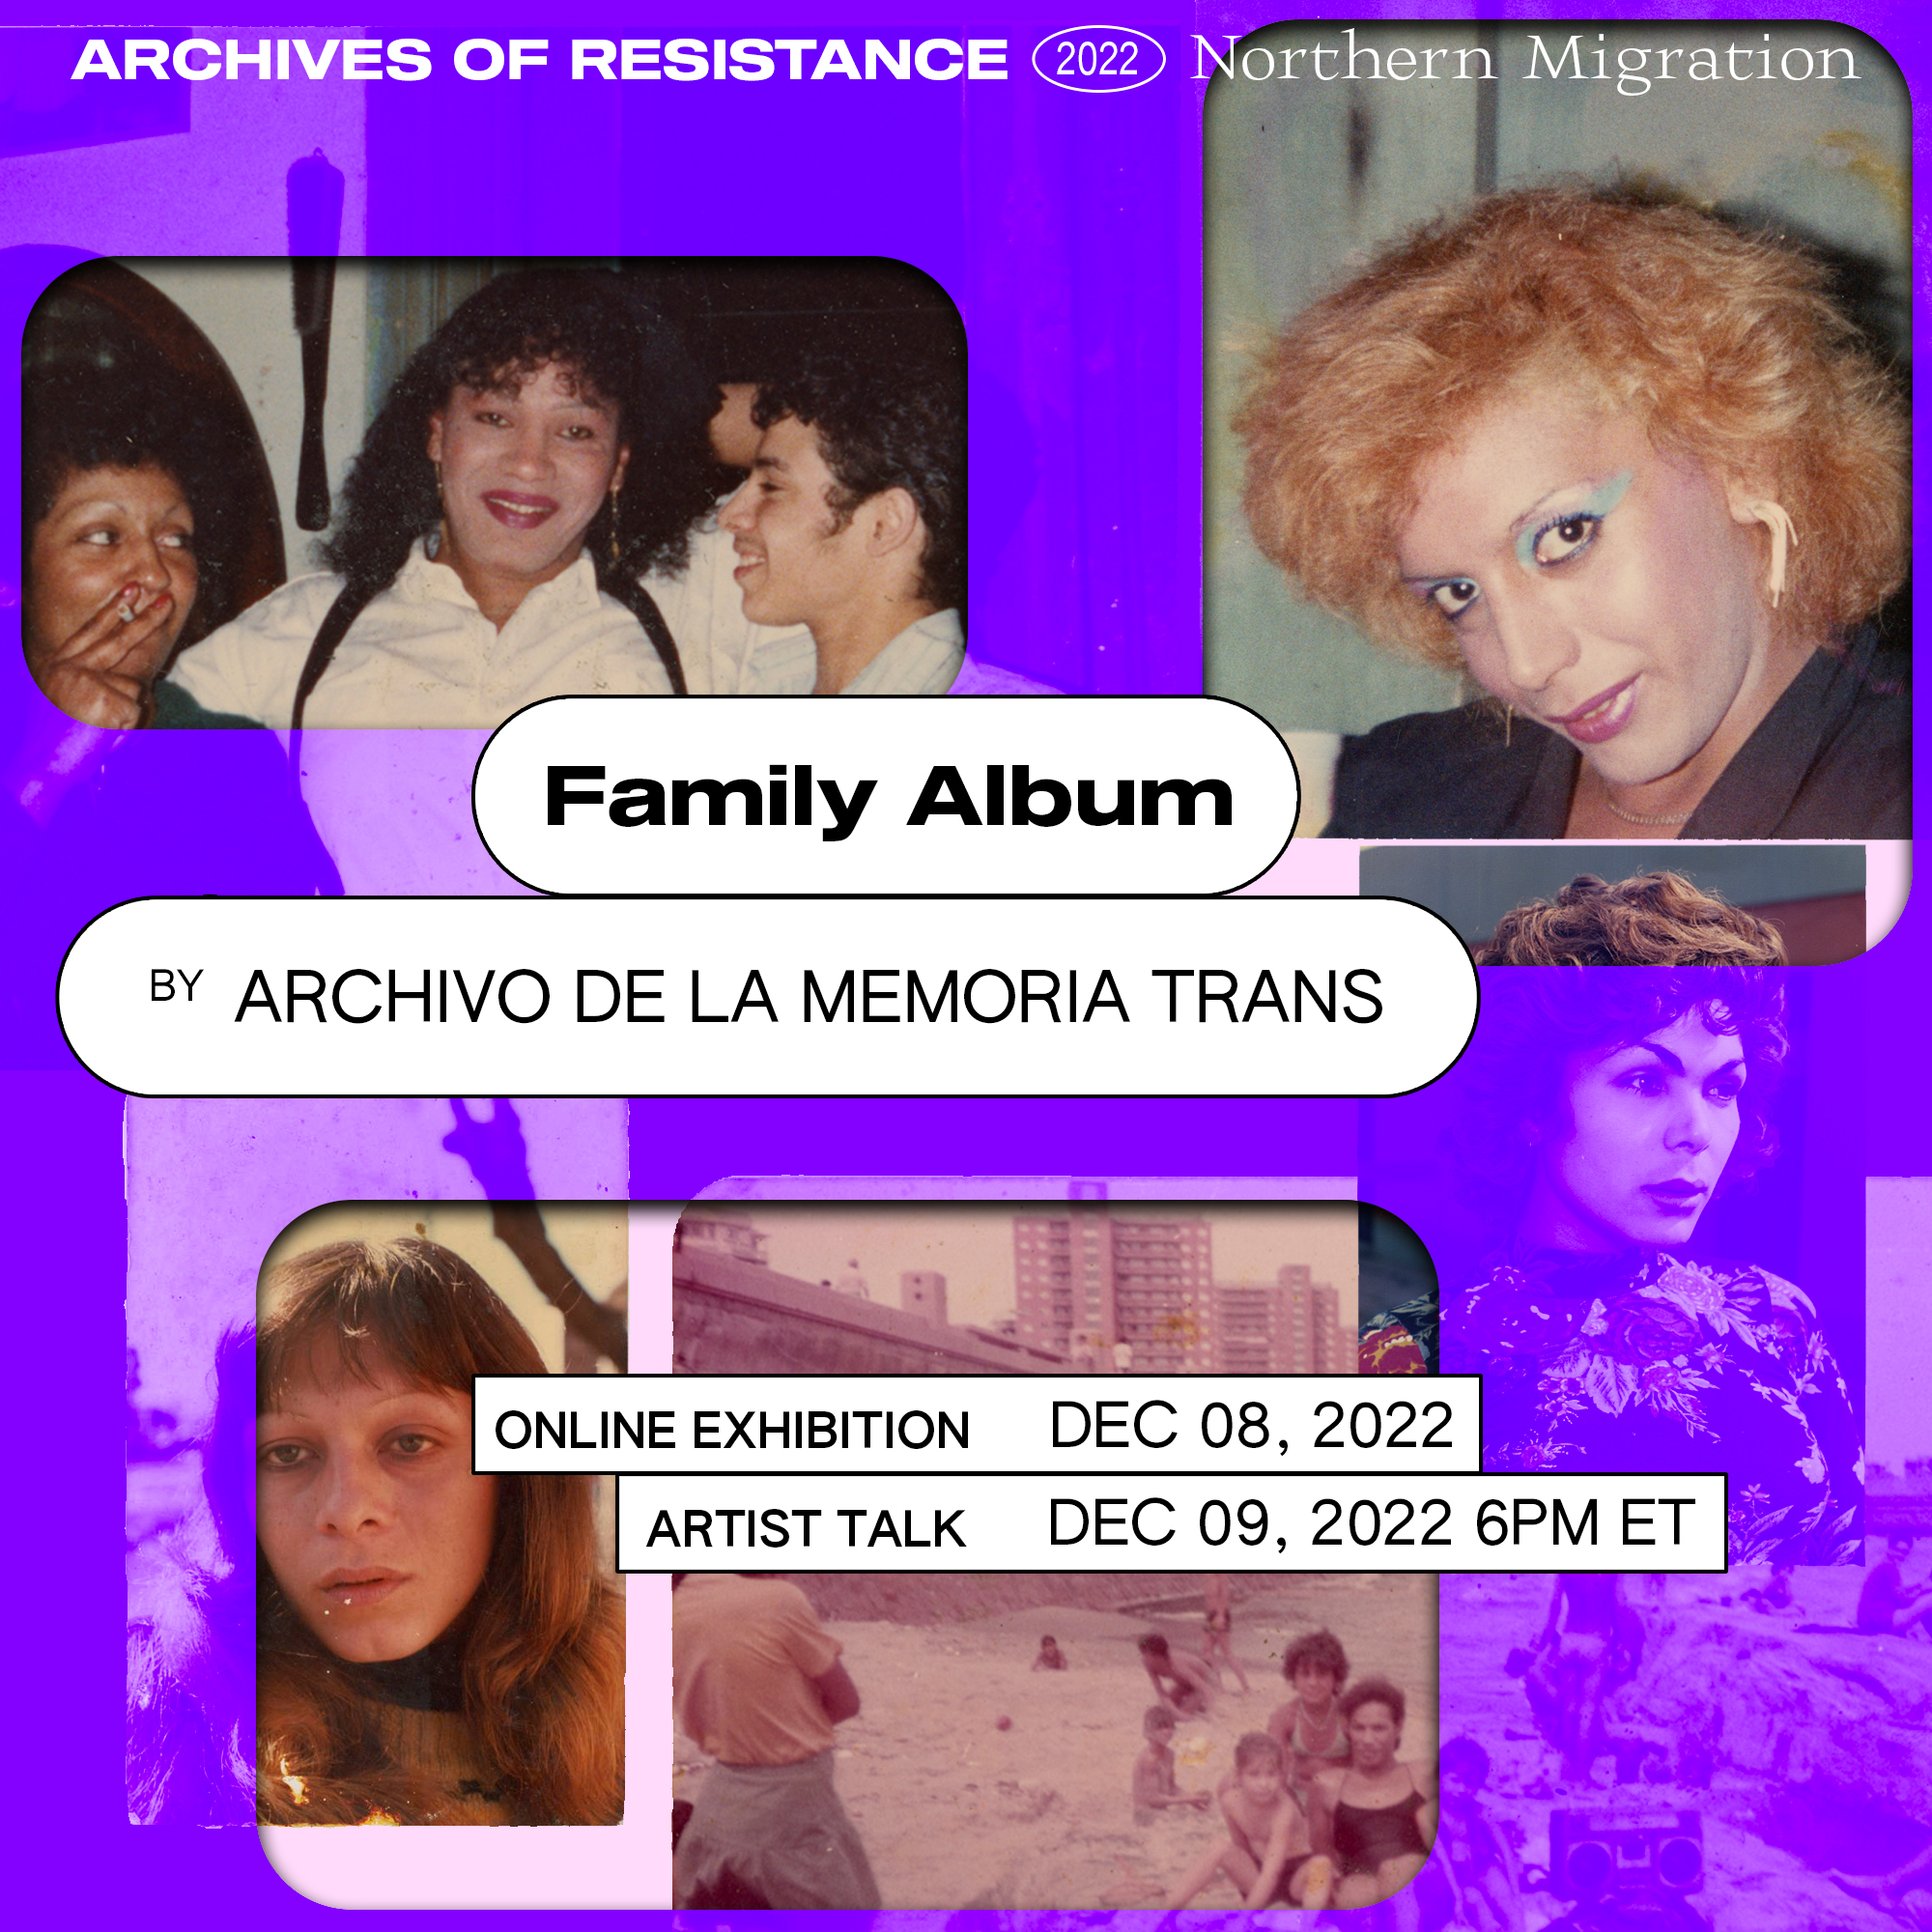 ARCHIVES OF RESISTANCE 2022 Northern Migration
Family Album
BY ARCHIVO DE LA MEMORIA TRANS
ONLINE EXHIBITION DEC 08, 2022
ARTIST TALK DEC 09, 2022 6PM ET